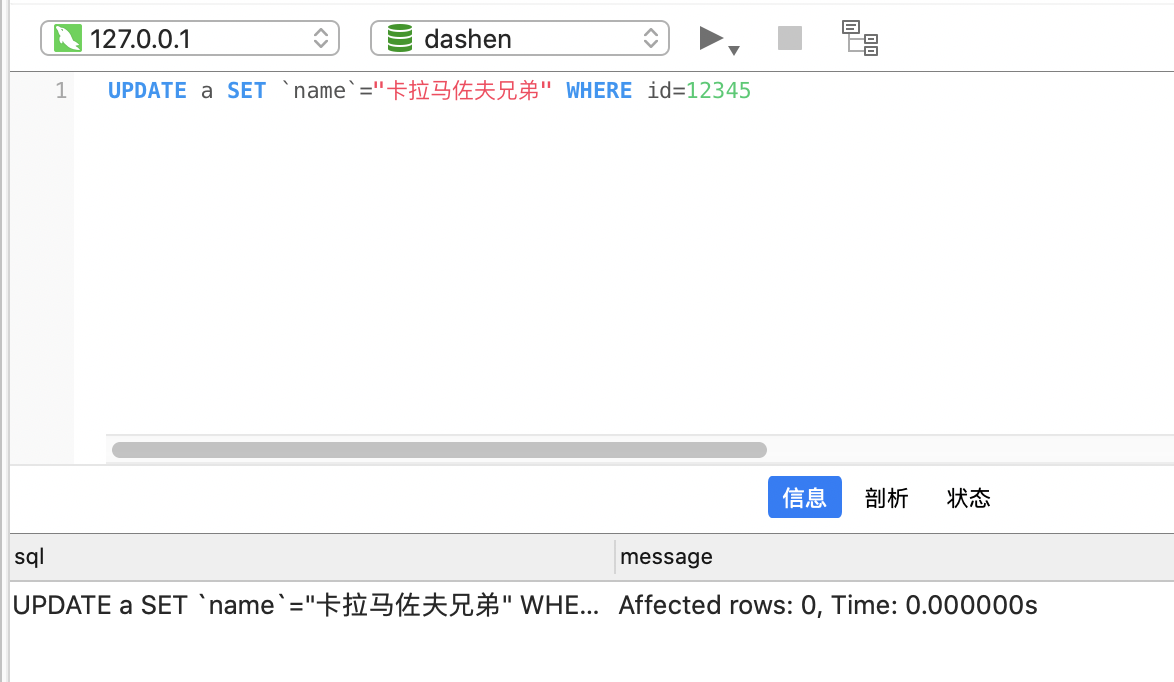 127.0.0.1 dashen
1 UPDATE a SET `name`="卡拉马佐夫兄弟" WHERE id=12345
信息 剖析 状态
sql message
UPDATE a SET `name`="卡拉马佐夫兄弟" WHE... Affected rows: 0, Time: 0.000000s